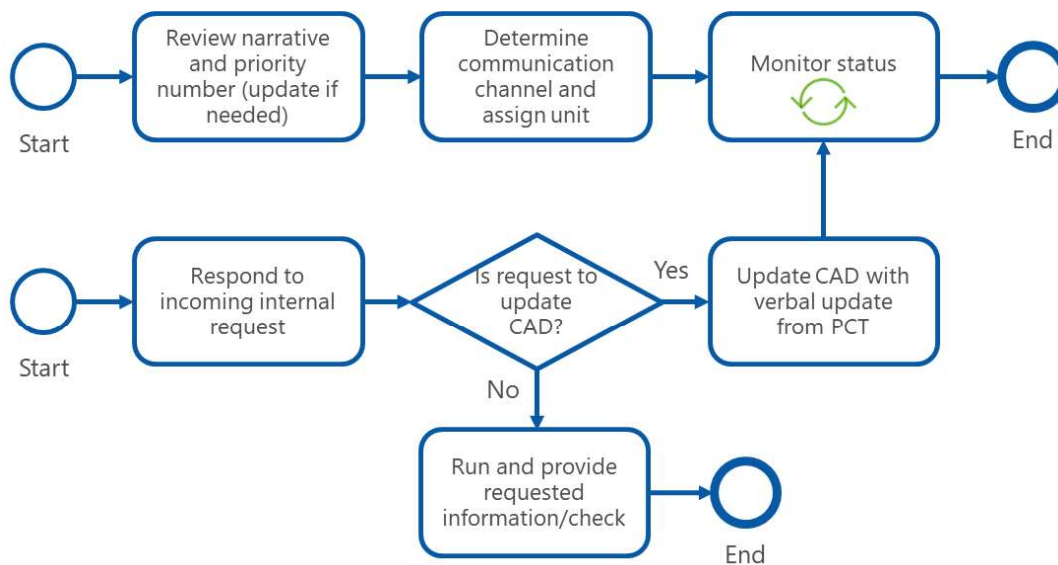 Review narrative
and priority
number (update if
needed)
Determine
communication
channel and
assign unit
Monitor status
Start
End
Respond to
incoming internal
request
Is request to
update
CAD?
Yes
Update CAD with
verbal update
from PCT
Start
No
Run and provide
requested
information/check
End